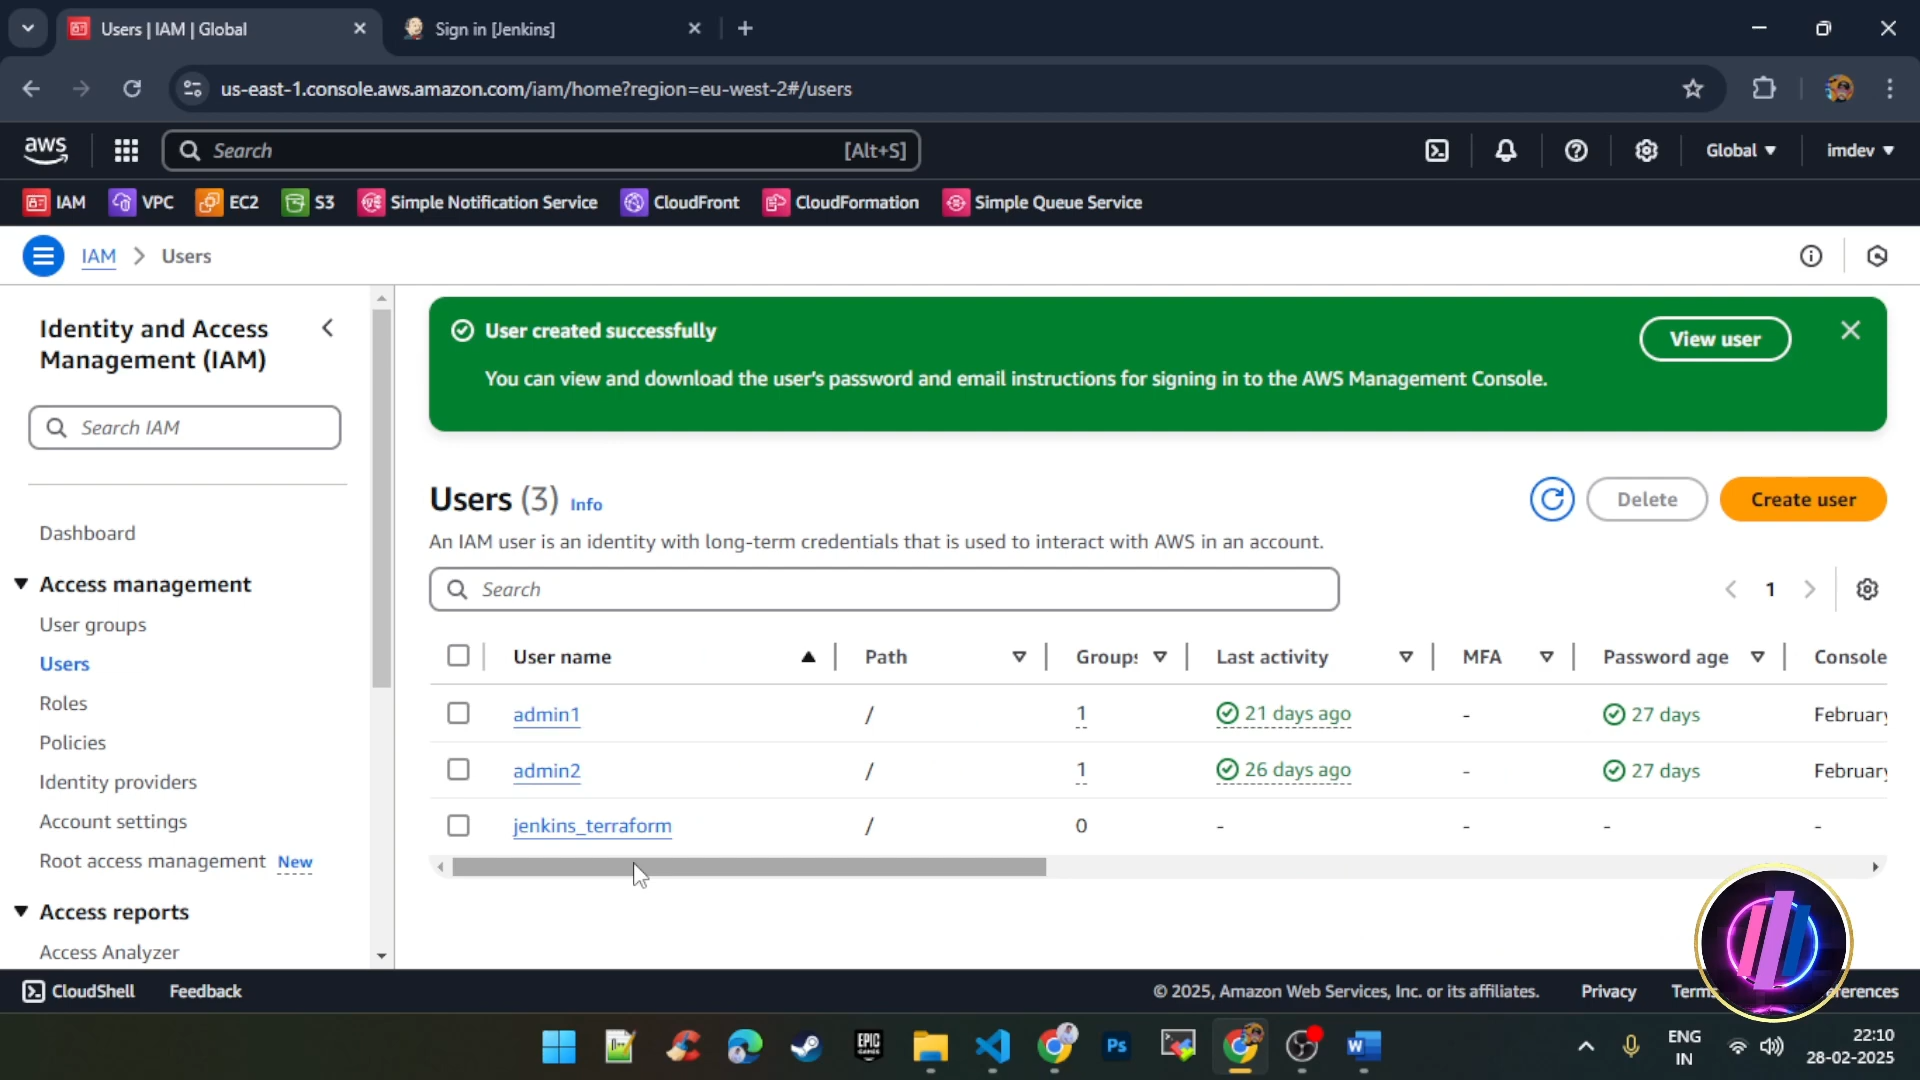 Users | IAM | Global
Sign in [Jenkins]
us-east-1.console.aws.amazon.com/iam/home?region=eu-west-2#/users
aws
Search
[Alt+S]
Global
imdev
IAM
VPC
EC2
S3
Simple Notification Service
CloudFront
CloudFormation
Simple Queue Service
IAM
Users
Identity and Access
Management (IAM)
Search IAM
Dashboard
Access management
User groups
Users
Roles
Policies
Identity providers
Account settings
Root access management New
Access reports
Access Analyzer
User created successfully
You can view and download the user's password and email instructions for signing in to the AWS Management Console.
View user
Users (3) Info
An IAM user is an identity with long-term credentials that is used to interact with AWS in an account.
Delete
Create user
Search
1
User name Path Group: Last activity MFA Password age Console
admin1 / 1 21 days ago - 27 days February
admin2 / 1 26 days ago - 27 days February
jenkins_terraform / 0 - - - -
CloudShell
Feedback
© 2025, Amazon Web Services, Inc. or its affiliates.
Privacy
Terms
erences
EPIC
GAMES
Ps
W
ENG
IN
22:10
28-02-2025